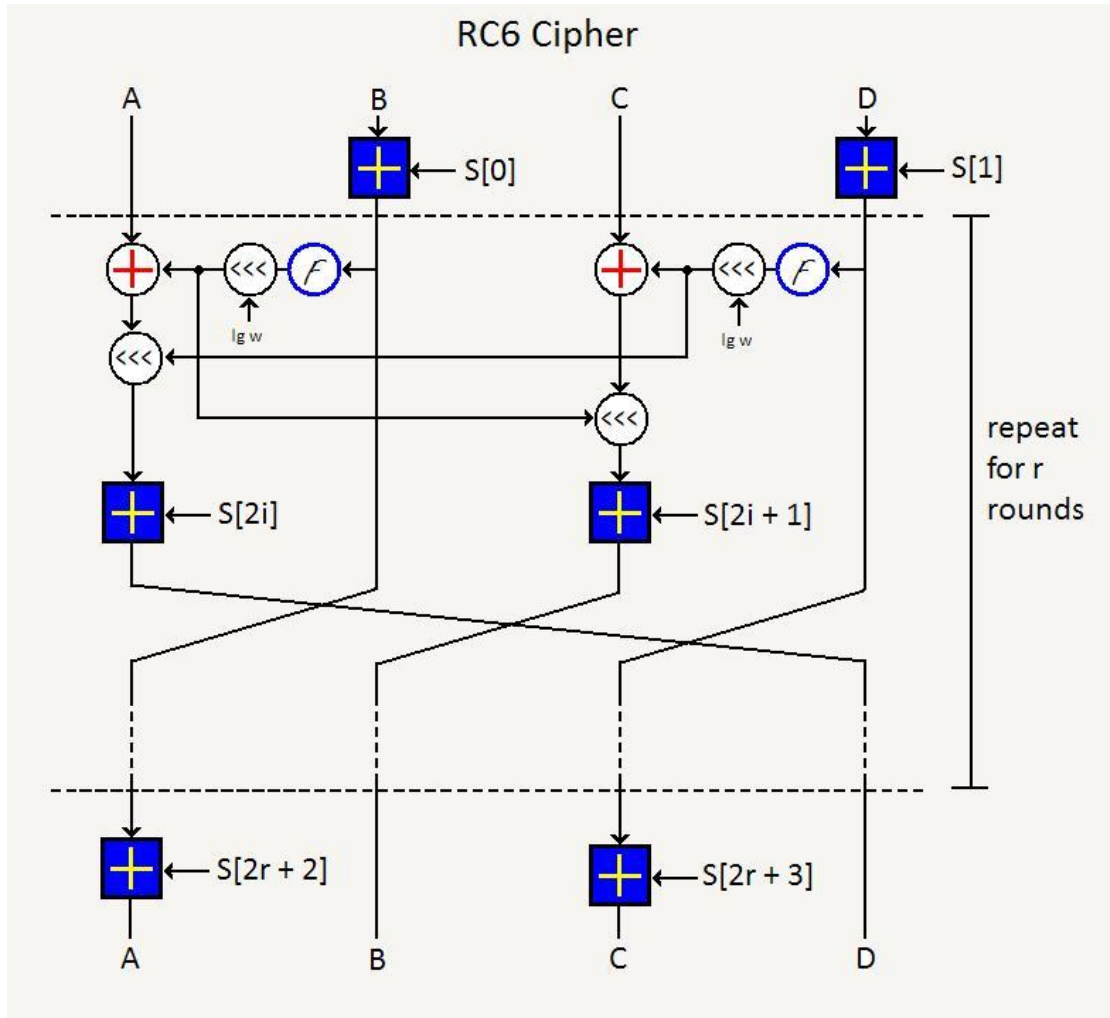 RC6 Cipher
A B C D
S[0] S[1]
F <<< <<< F
lg w lg w
<<<
<<<
repeat
for r
rounds
S[2i] S[2i + 1]
S[2r + 2] S[2r + 3]
A B C D